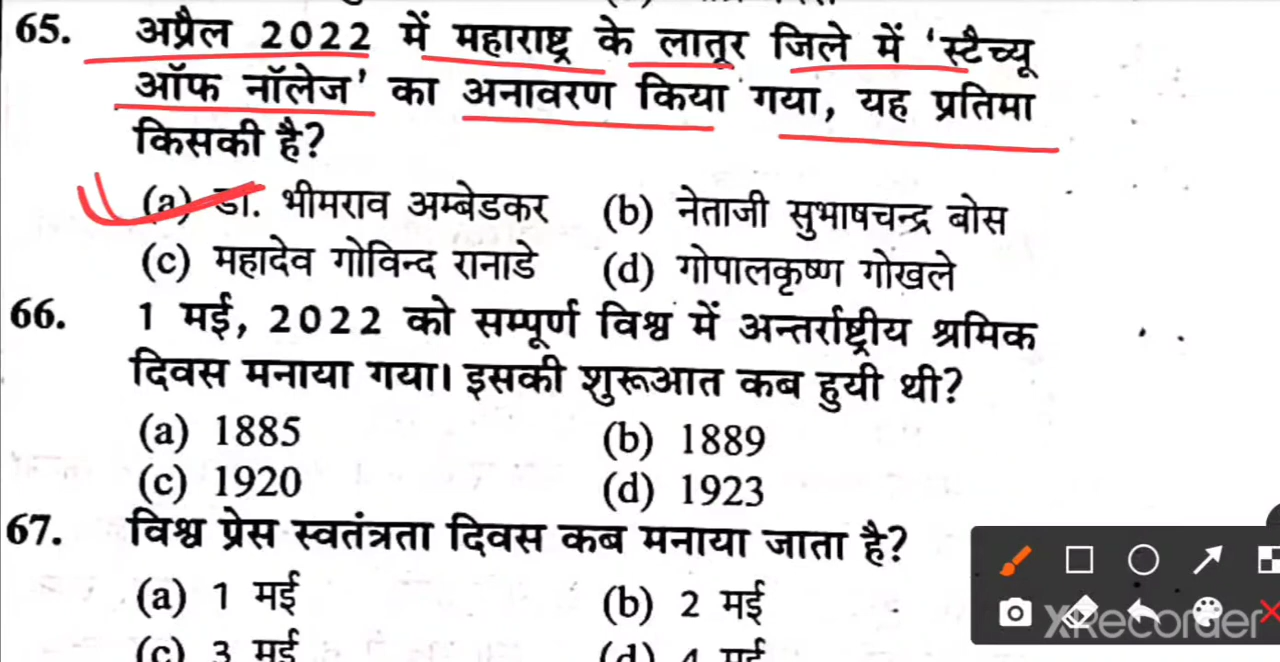 65. अप्रैल 2022 में महाराष्ट्र के लातूर जिले में ‘स्टैच्यू
ऑफ नॉलेज’ का अनावरण किया गया, यह प्रतिमा
किसकी है?
(a) डॉ. भीमराव अम्बेडकर (b) नेताजी सुभाषचन्द्र बोस
(c) महादेव गोविन्द रानाडे (d) गोपालकृष्ण गोखले
66. 1 मई, 2022 को सम्पूर्ण विश्व में अन्तर्राष्ट्रीय श्रमिक
दिवस मनाया गया। इसकी शुरूआत कब हुयी थी?
(a) 1885 (b) 1889
(c) 1920 (d) 1923
67. विश्व प्रेस स्वतंत्रता दिवस कब मनाया जाता है?
(a) 1 मई (b) 2 मई
(c) 3 मई (d) 4 मई
XRecorder